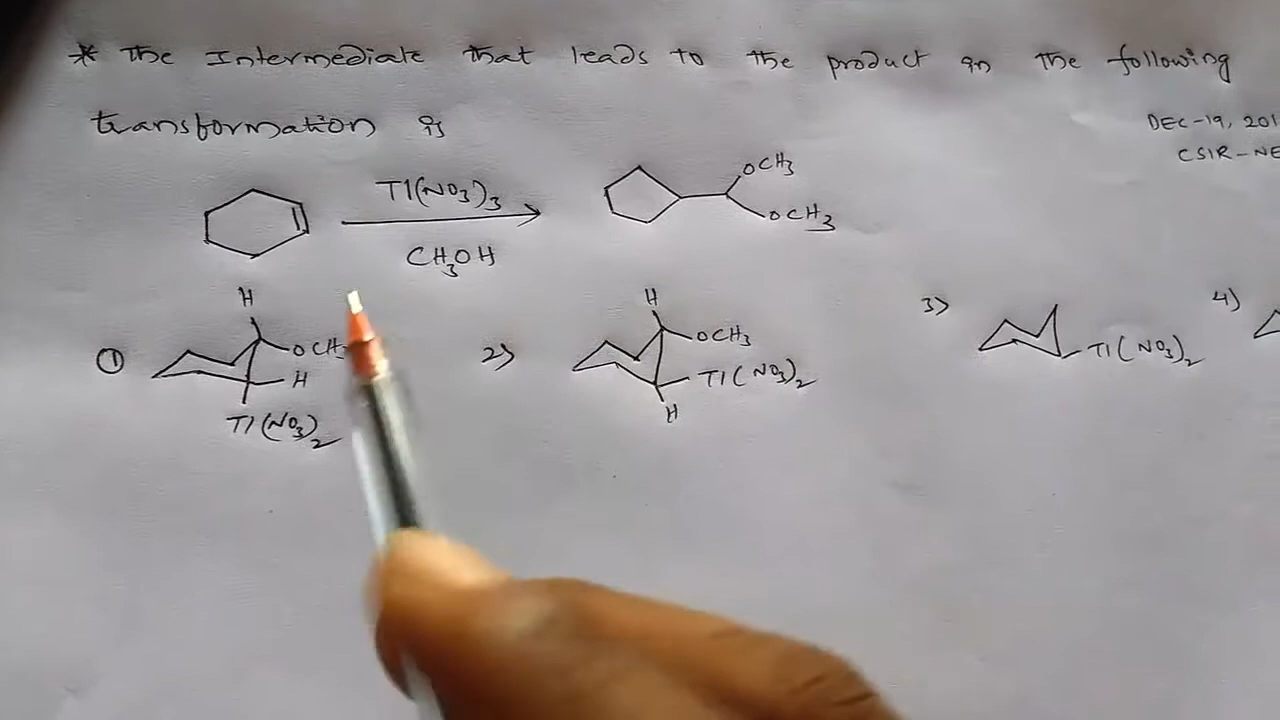 * The Intermediate that leads to the product in the following
transformation is
DEC-19, 201
CSIR-NE
Tl(NO3)3
CH3OH
OCH3
OCH3
① H
OCH
H
Tl(NO3)2
2) H
OCH3
Tl(NO3)2
H
3) Tl(NO3)2
4)